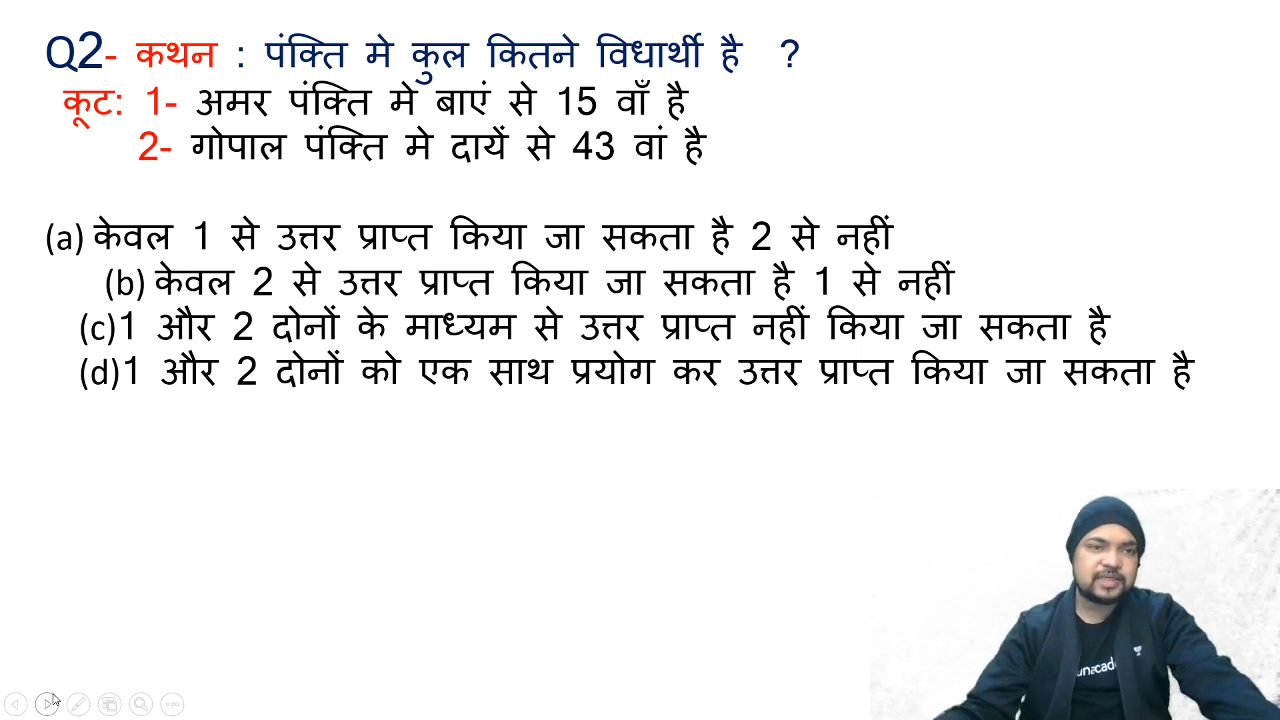 Q2- कथन : पंक्ति मे कुल कितने विधार्थी है ?
कूट: 1- अमर पंक्ति मे बाएं से 15 वाँ है
2- गोपाल पंक्ति मे दायें से 43 वां है
(a) केवल 1 से उत्तर प्राप्त किया जा सकता है 2 से नहीं
(b) केवल 2 से उत्तर प्राप्त किया जा सकता है 1 से नहीं
(c)1 और 2 दोनों के माध्यम से उत्तर प्राप्त नहीं किया जा सकता है
(d)1 और 2 दोनों को एक साथ प्रयोग कर उत्तर प्राप्त किया जा सकता है
unacad